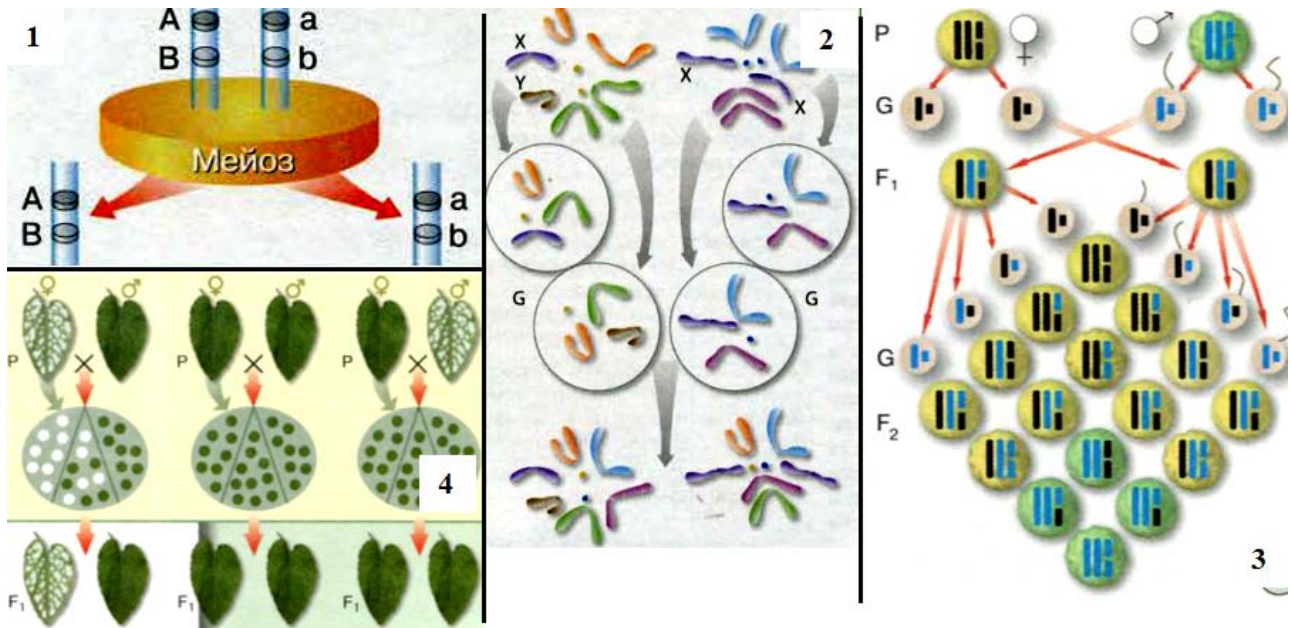 1
A a
B b
Мейоз
A a
B b
2
X
Y
X
X
G G
P ♀ ♂
G
F1
G
F2
3
♀ ♂ ♀ ♂ ♀ ♂
P P P
4
F1 F1 F1